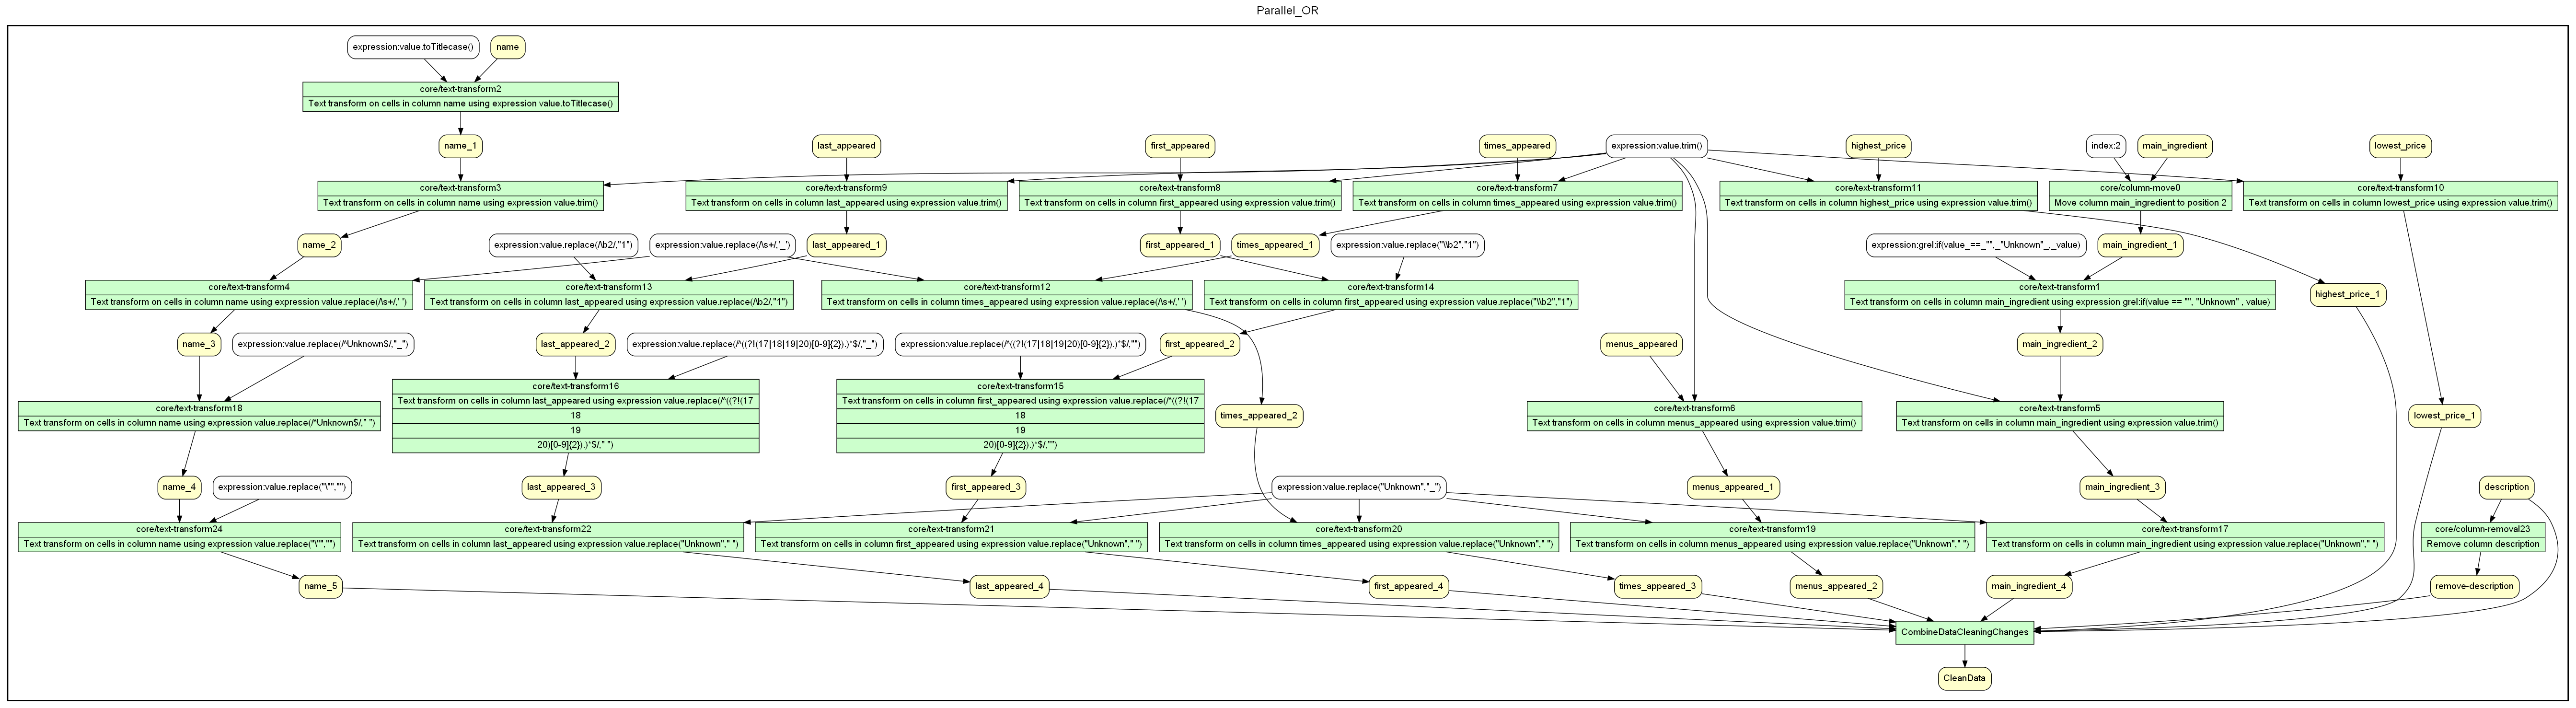 Parallel_OR
expression:value.toTitlecase()
name
core/text-transform2
Text transform on cells in column name using expression value.toTitlecase()
name_1
last_appeared
first_appeared
times_appeared
expression:value.trim()
highest_price
index:2
main_ingredient
lowest_price
core/text-transform3
Text transform on cells in column name using expression value.trim()
core/text-transform9
Text transform on cells in column last_appeared using expression value.trim()
core/text-transform8
Text transform on cells in column first_appeared using expression value.trim()
core/text-transform7
Text transform on cells in column times_appeared using expression value.trim()
core/text-transform11
Text transform on cells in column highest_price using expression value.trim()
core/column-move0
Move column main_ingredient to position 2
core/text-transform10
Text transform on cells in column lowest_price using expression value.trim()
name_2
expression:value.replace(/\b2/,"1")
expression:value.replace(/\s+/,'_')
last_appeared_1
first_appeared_1
times_appeared_1
expression:value.replace("\\b2","1")
expression:grel:if(value_==_"",_"Unknown"_,_value)
main_ingredient_1
core/text-transform4
Text transform on cells in column name using expression value.replace(/\s+/,' ')
core/text-transform13
Text transform on cells in column last_appeared using expression value.replace(/\b2/,"1")
core/text-transform12
Text transform on cells in column times_appeared using expression value.replace(/\s+/,' ')
core/text-transform14
Text transform on cells in column first_appeared using expression value.replace("\\b2","1")
core/text-transform1
Text transform on cells in column main_ingredient using expression grel:if(value == "", "Unknown" , value)
highest_price_1
name_3
expression:value.replace(/^Unknown$/,"_")
last_appeared_2
expression:value.replace(/^((?!(17|18|19|20)[0-9]{2}).)*$/,"_")
expression:value.replace(/^((?!(17|18|19|20)[0-9]{2}).)*$/,"")
first_appeared_2
menus_appeared
main_ingredient_2
core/text-transform18
Text transform on cells in column name using expression value.replace(/^Unknown$/," ")
core/text-transform16
Text transform on cells in column last_appeared using expression value.replace(/^((?!(17
18
19
20)[0-9]{2}).)*$/," ")
core/text-transform15
Text transform on cells in column first_appeared using expression value.replace(/^((?!(17
18
19
20)[0-9]{2}).)*$/,"")
times_appeared_2
core/text-transform6
Text transform on cells in column menus_appeared using expression value.trim()
core/text-transform5
Text transform on cells in column main_ingredient using expression value.trim()
lowest_price_1
name_4
expression:value.replace("\"","")
last_appeared_3
first_appeared_3
expression:value.replace("Unknown","_")
menus_appeared_1
main_ingredient_3
description
core/text-transform24
Text transform on cells in column name using expression value.replace("\"","")
core/text-transform22
Text transform on cells in column last_appeared using expression value.replace("Unknown"," ")
core/text-transform21
Text transform on cells in column first_appeared using expression value.replace("Unknown"," ")
core/text-transform20
Text transform on cells in column times_appeared using expression value.replace("Unknown"," ")
core/text-transform19
Text transform on cells in column menus_appeared using expression value.replace("Unknown"," ")
core/text-transform17
Text transform on cells in column main_ingredient using expression value.replace("Unknown"," ")
core/column-removal23
Remove column description
name_5
last_appeared_4
first_appeared_4
times_appeared_3
menus_appeared_2
main_ingredient_4
remove-description
CombineDataCleaningChanges
CleanData